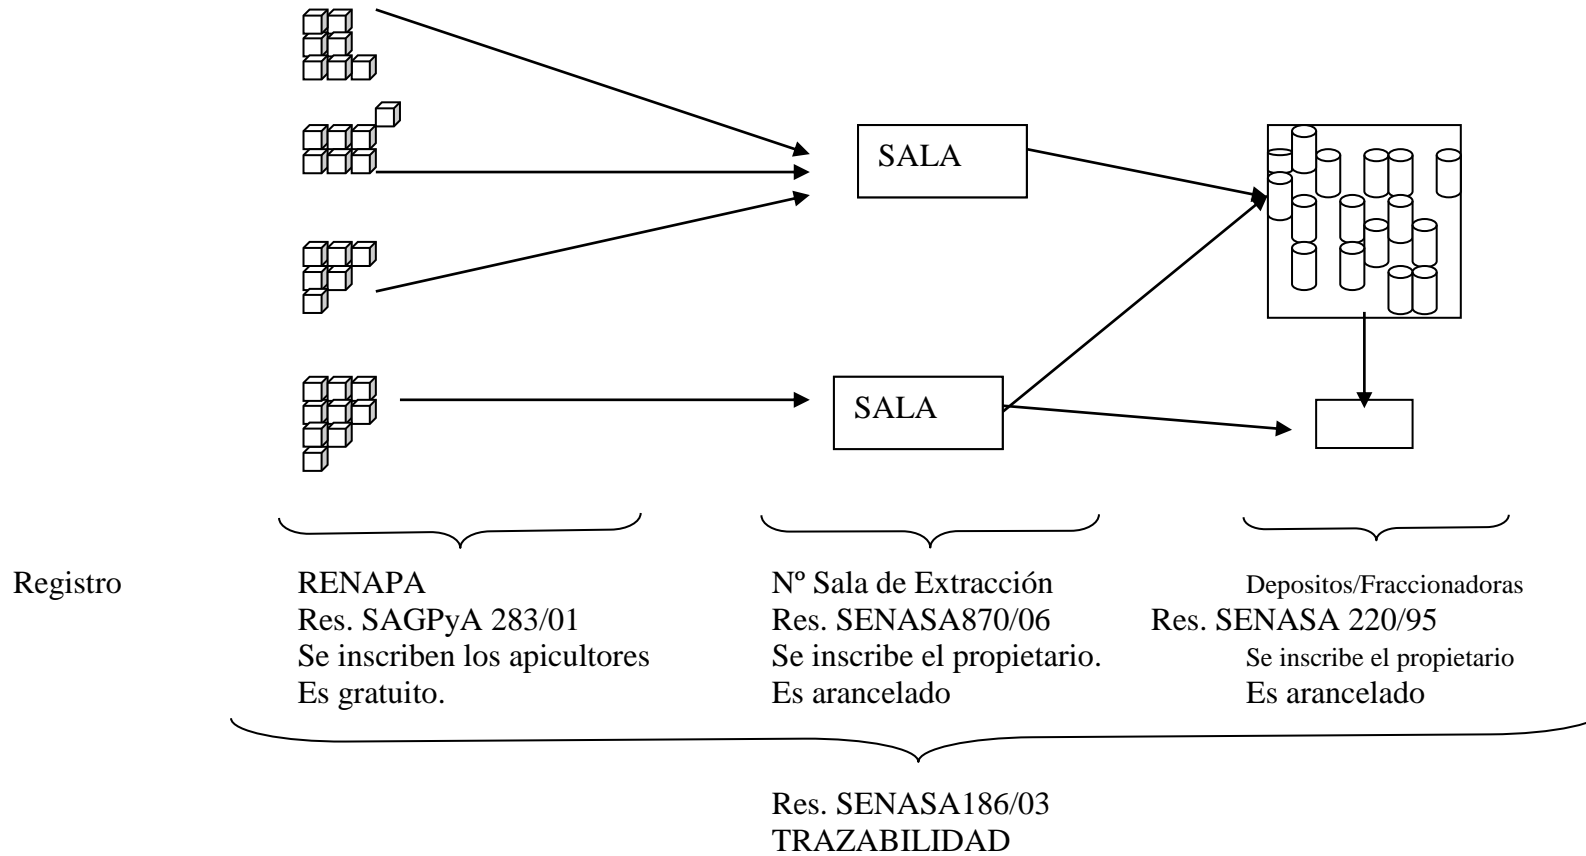 SALA
SALA
Registro
RENAPA
Res. SAGPyA 283/01
Se inscriben los apicultores
Es gratuito.
Nº Sala de Extracción
Res. SENASA870/06
Se inscribe el propietario.
Es arancelado
Depositos/Fraccionadoras
Res. SENASA 220/95
Se inscribe el propietario
Es arancelado
Res. SENASA186/03
TRAZABILIDAD